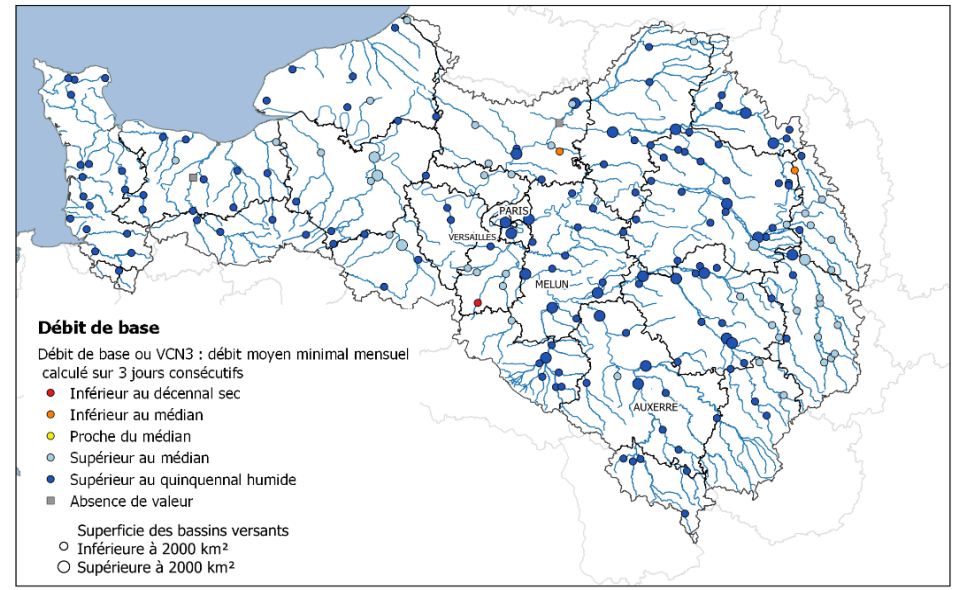 PARIS
VERSAILLES
MELUN
AUXERRE
Débit de base
Débit de base ou VCN3 : débit moyen minimal mensuel
calculé sur 3 jours consécutifs
Inférieur au décennal sec
Inférieur au médian
Proche du médian
Supérieur au médian
Supérieur au quinquennal humide
Absence de valeur
Superficie des bassins versants
Inférieure à 2000 km²
Supérieure à 2000 km²